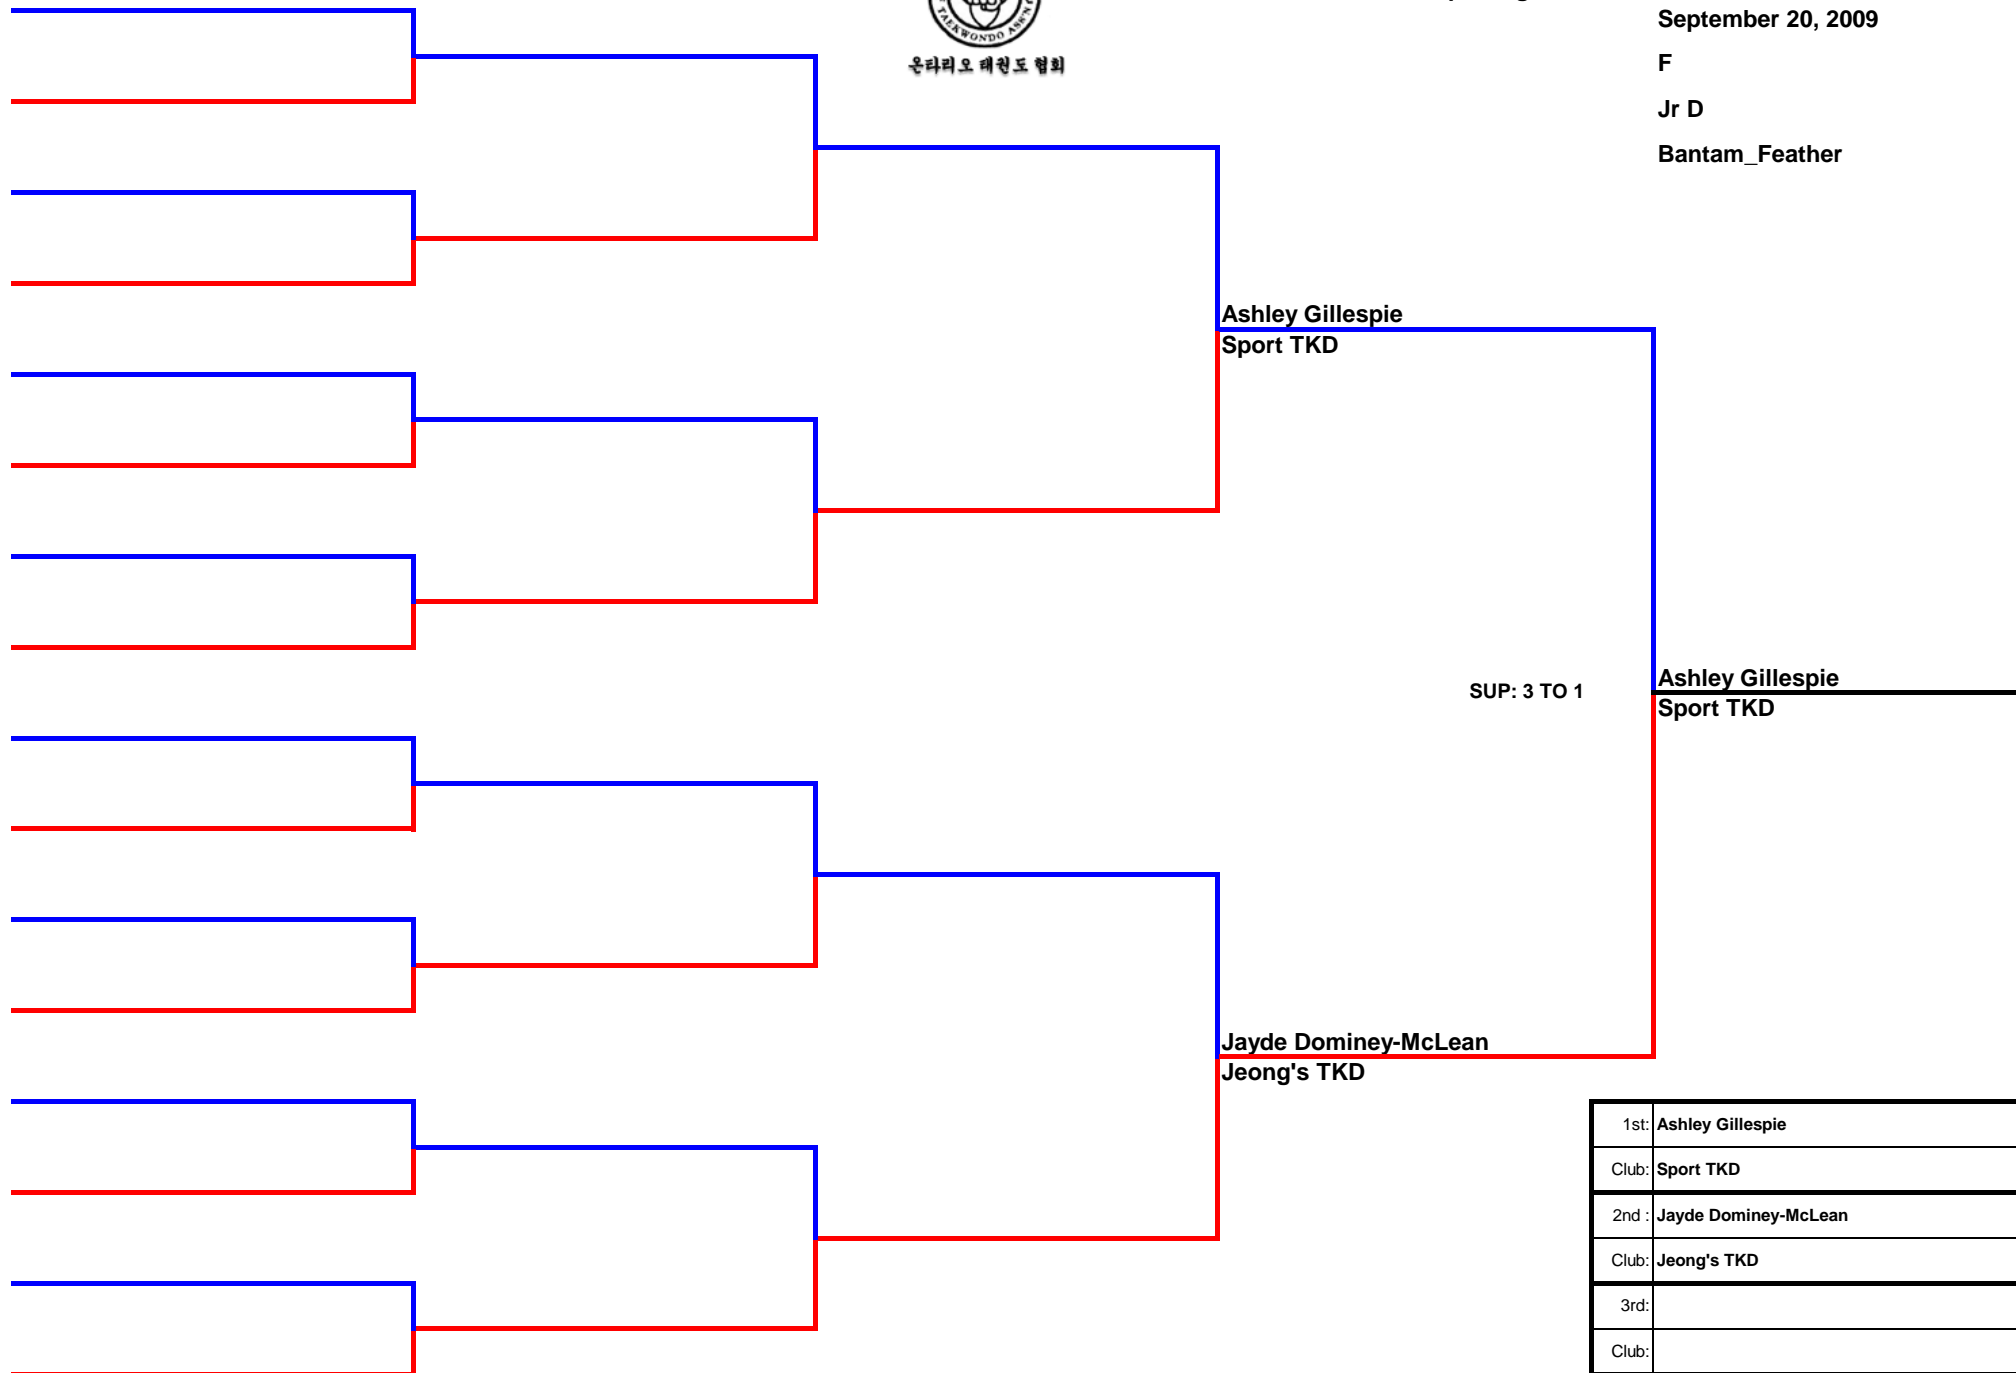 TAEKWONDO ASS'N
온타리오 태권도 협회
September 20, 2009
F
Jr D
Bantam_Feather
Ashley Gillespie
Sport TKD
SUP: 3 TO 1
Ashley Gillespie
Sport TKD
Jayde Dominey-McLean
Jeong's TKD
1st: Ashley Gillespie
Club: Sport TKD
2nd : Jayde Dominey-McLean
Club: Jeong's TKD
3rd:
Club: